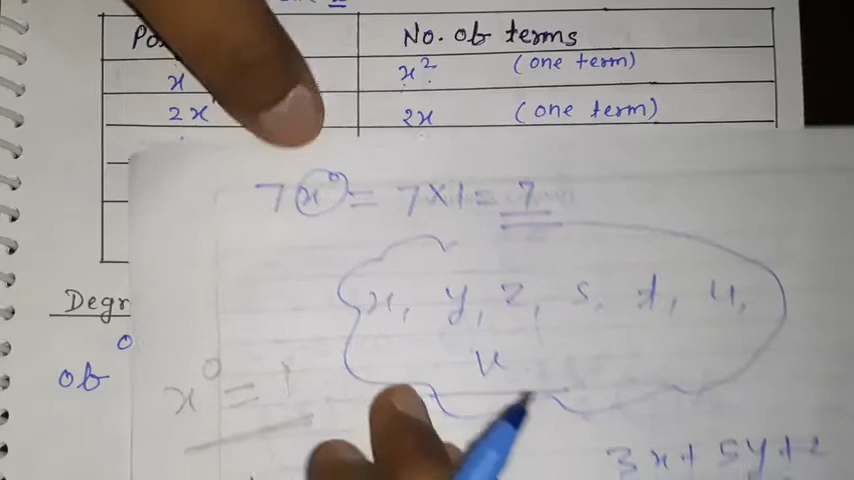 No. of terms
x x² (one term)
2x 2x (one term)
7x⁰ = 7×1 = 7
x, y, z, s, t, u,
x⁰ = 1
3x + 5y + z
Degr
of